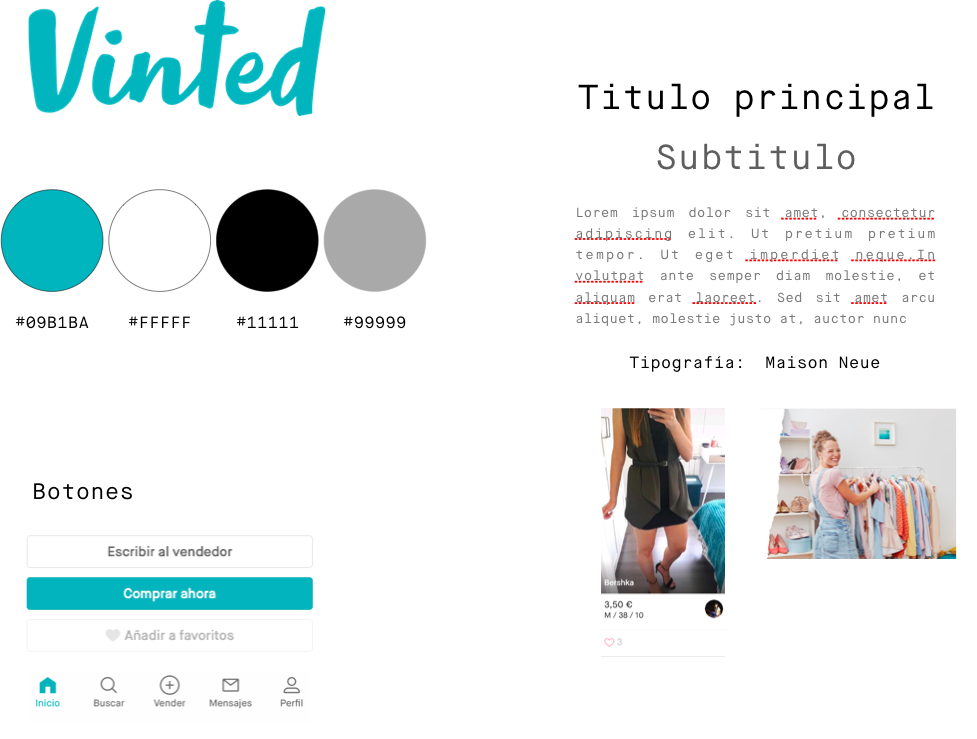 Vinted
#09B1BA #FFFFF #11111 #99999
Botones
Escribir al vendedor
Comprar ahora
Añadir a favoritos
Inicio Buscar Vender Mensajes Perfil
Titulo principal
Subtitulo
Lorem ipsum dolor sit amet, consectetur
adipiscing elit. Ut pretium pretium
tempor. Ut eget imperdiet neque.In
volutpat ante semper diam molestie, et
aliquam erat laoreet. Sed sit amet arcu
aliquet, molestie justo at, auctor nunc
Tipografía: Maison Neue
Bershka
3,50 €
M / 38 / 10
3